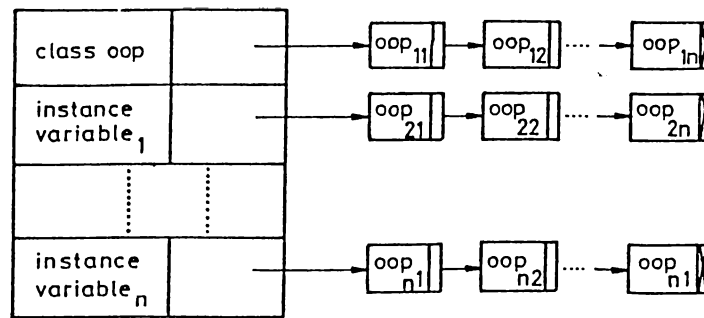 class oop
oop11 oop12 ..... oop1n
instance
variable1
oop21 oop22 ..... oop2n
instance
variablen
oopn1 oopn2 ..... oopn1